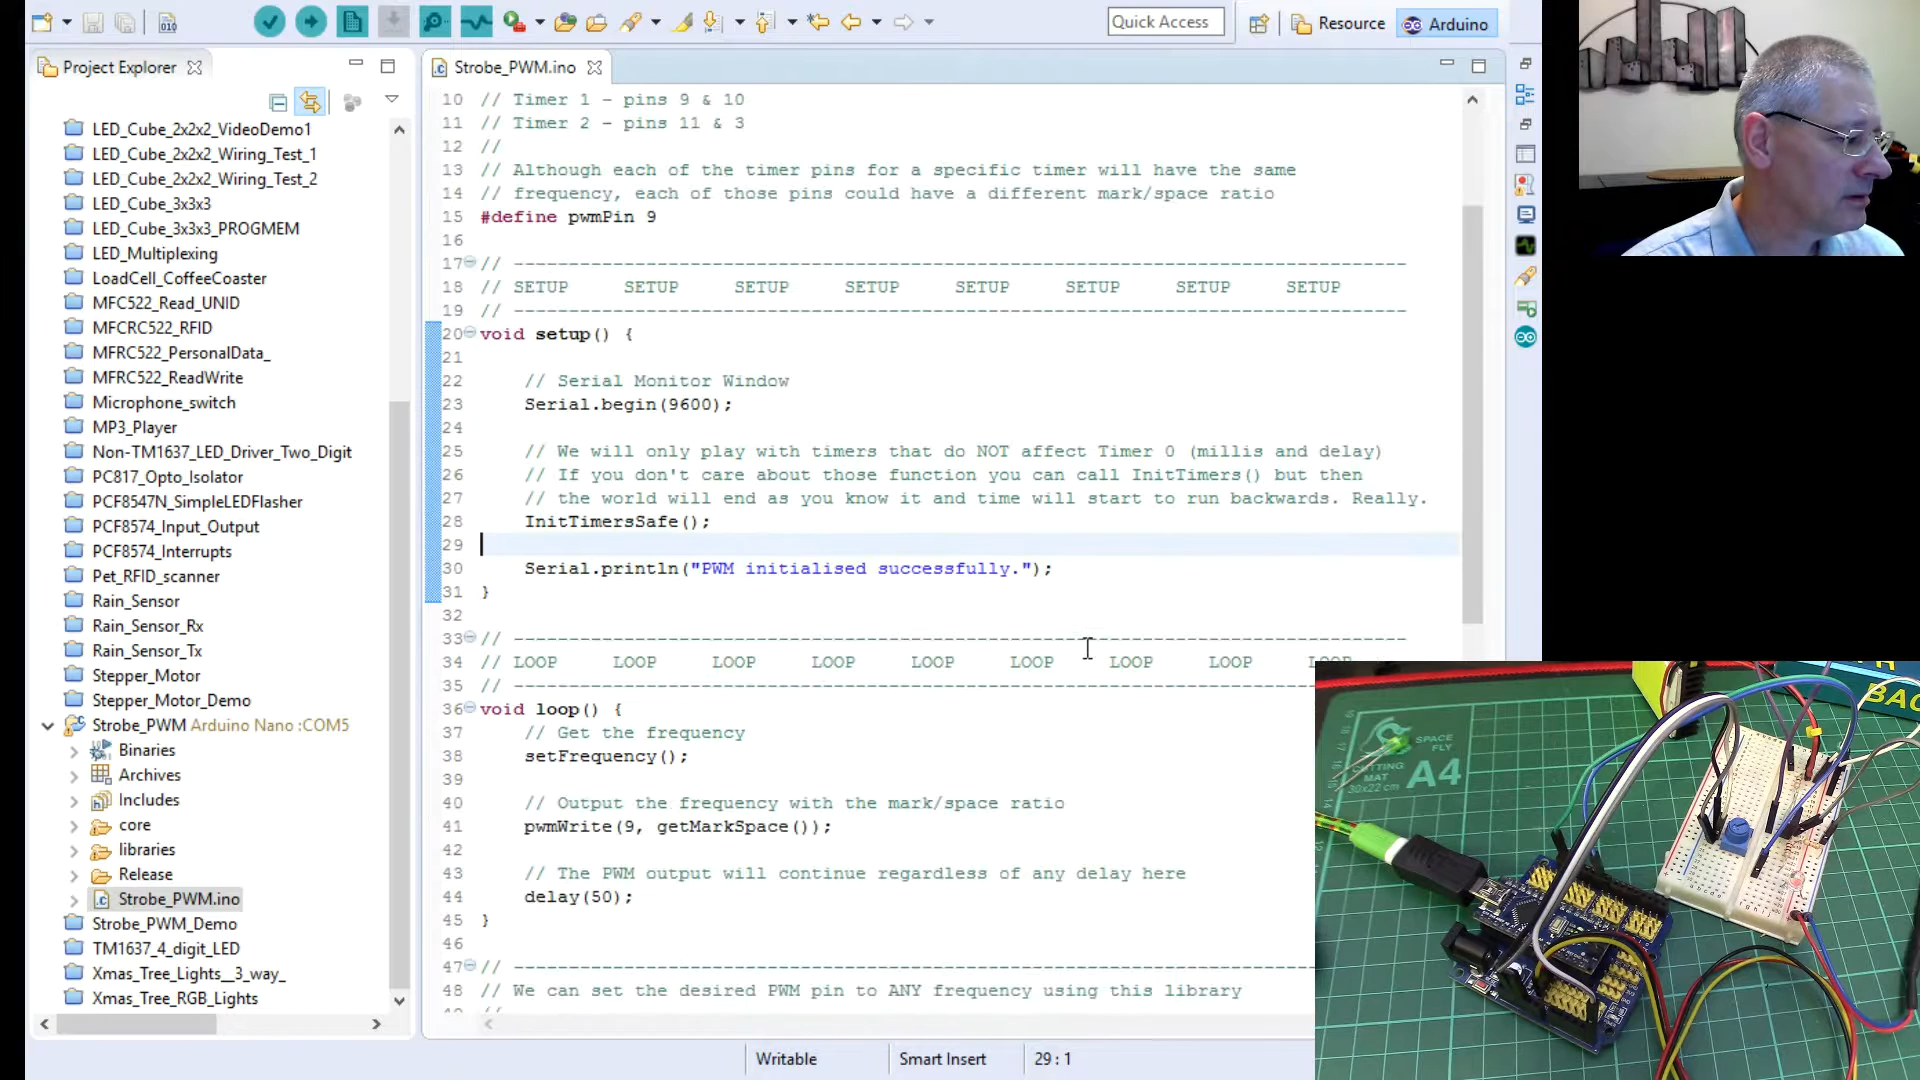 Quick Access
Resource
Arduino
Project Explorer
Strobe_PWM.ino
LED_Cube_2x2x2_VideoDemo1
LED_Cube_2x2x2_Wiring_Test_1
LED_Cube_2x2x2_Wiring_Test_2
LED_Cube_3x3x3
LED_Cube_3x3x3_PROGMEM
LED_Multiplexing
LoadCell_CoffeeCoaster
MFC522_Read_UNID
MFCRC522_RFID
MFRC522_PersonalData_
MFRC522_ReadWrite
Microphone_switch
MP3_Player
Non-TM1637_LED_Driver_Two_Digit
PC817_Opto_Isolator
PCF8547N_SimpleLEDFlasher
PCF8574_Input_Output
PCF8574_Interrupts
Pet_RFID_scanner
Rain_Sensor
Rain_Sensor_Rx
Rain_Sensor_Tx
Stepper_Motor
Stepper_Motor_Demo
Strobe_PWM Arduino Nano :COM5
Binaries
Archives
Includes
core
libraries
Release
Strobe_PWM.ino
Strobe_PWM_Demo
TM1637_4_digit_LED
Xmas_Tree_Lights__3_way_
Xmas_Tree_RGB_Lights
10 // Timer 1 - pins 9 & 10
11 // Timer 2 - pins 11 & 3
12 //
13 // Although each of the timer pins for a specific timer will have the same
14 // frequency, each of those pins could have a different mark/space ratio
15 #define pwmPin 9
16
17 // ---------------------------------------------------------------------------------
18 // SETUP SETUP SETUP SETUP SETUP SETUP SETUP SETUP
19 // ---------------------------------------------------------------------------------
20 void setup() {
21
22 // Serial Monitor Window
23 Serial.begin(9600);
24
25 // We will only play with timers that do NOT affect Timer 0 (millis and delay)
26 // If you don't care about those function you can call InitTimers() but then
27 // the world will end as you know it and time will start to run backwards. Really.
28 InitTimersSafe();
29
30 Serial.println("PWM initialised successfully.");
31 }
32
33 // ---------------------------------------------------------------------------------
34 // LOOP LOOP LOOP LOOP LOOP LOOP LOOP LOOP LOOP
35 // ---------------------------------------------------------------------------
36 void loop() {
37 // Get the frequency
38 setFrequency();
39
40 // Output the frequency with the mark/space ratio
41 pwmWrite(9, getMarkSpace());
42
43 // The PWM output will continue regardless of any delay here
44 delay(50);
45 }
46
47 // ---------------------------------------------------------------------------
48 // We can set the desired PWM pin to ANY frequency using this library
Writable
Smart Insert
29 : 1
SPACE
FLY
CUTTING
MAT
A4
30x22 cm
BAC